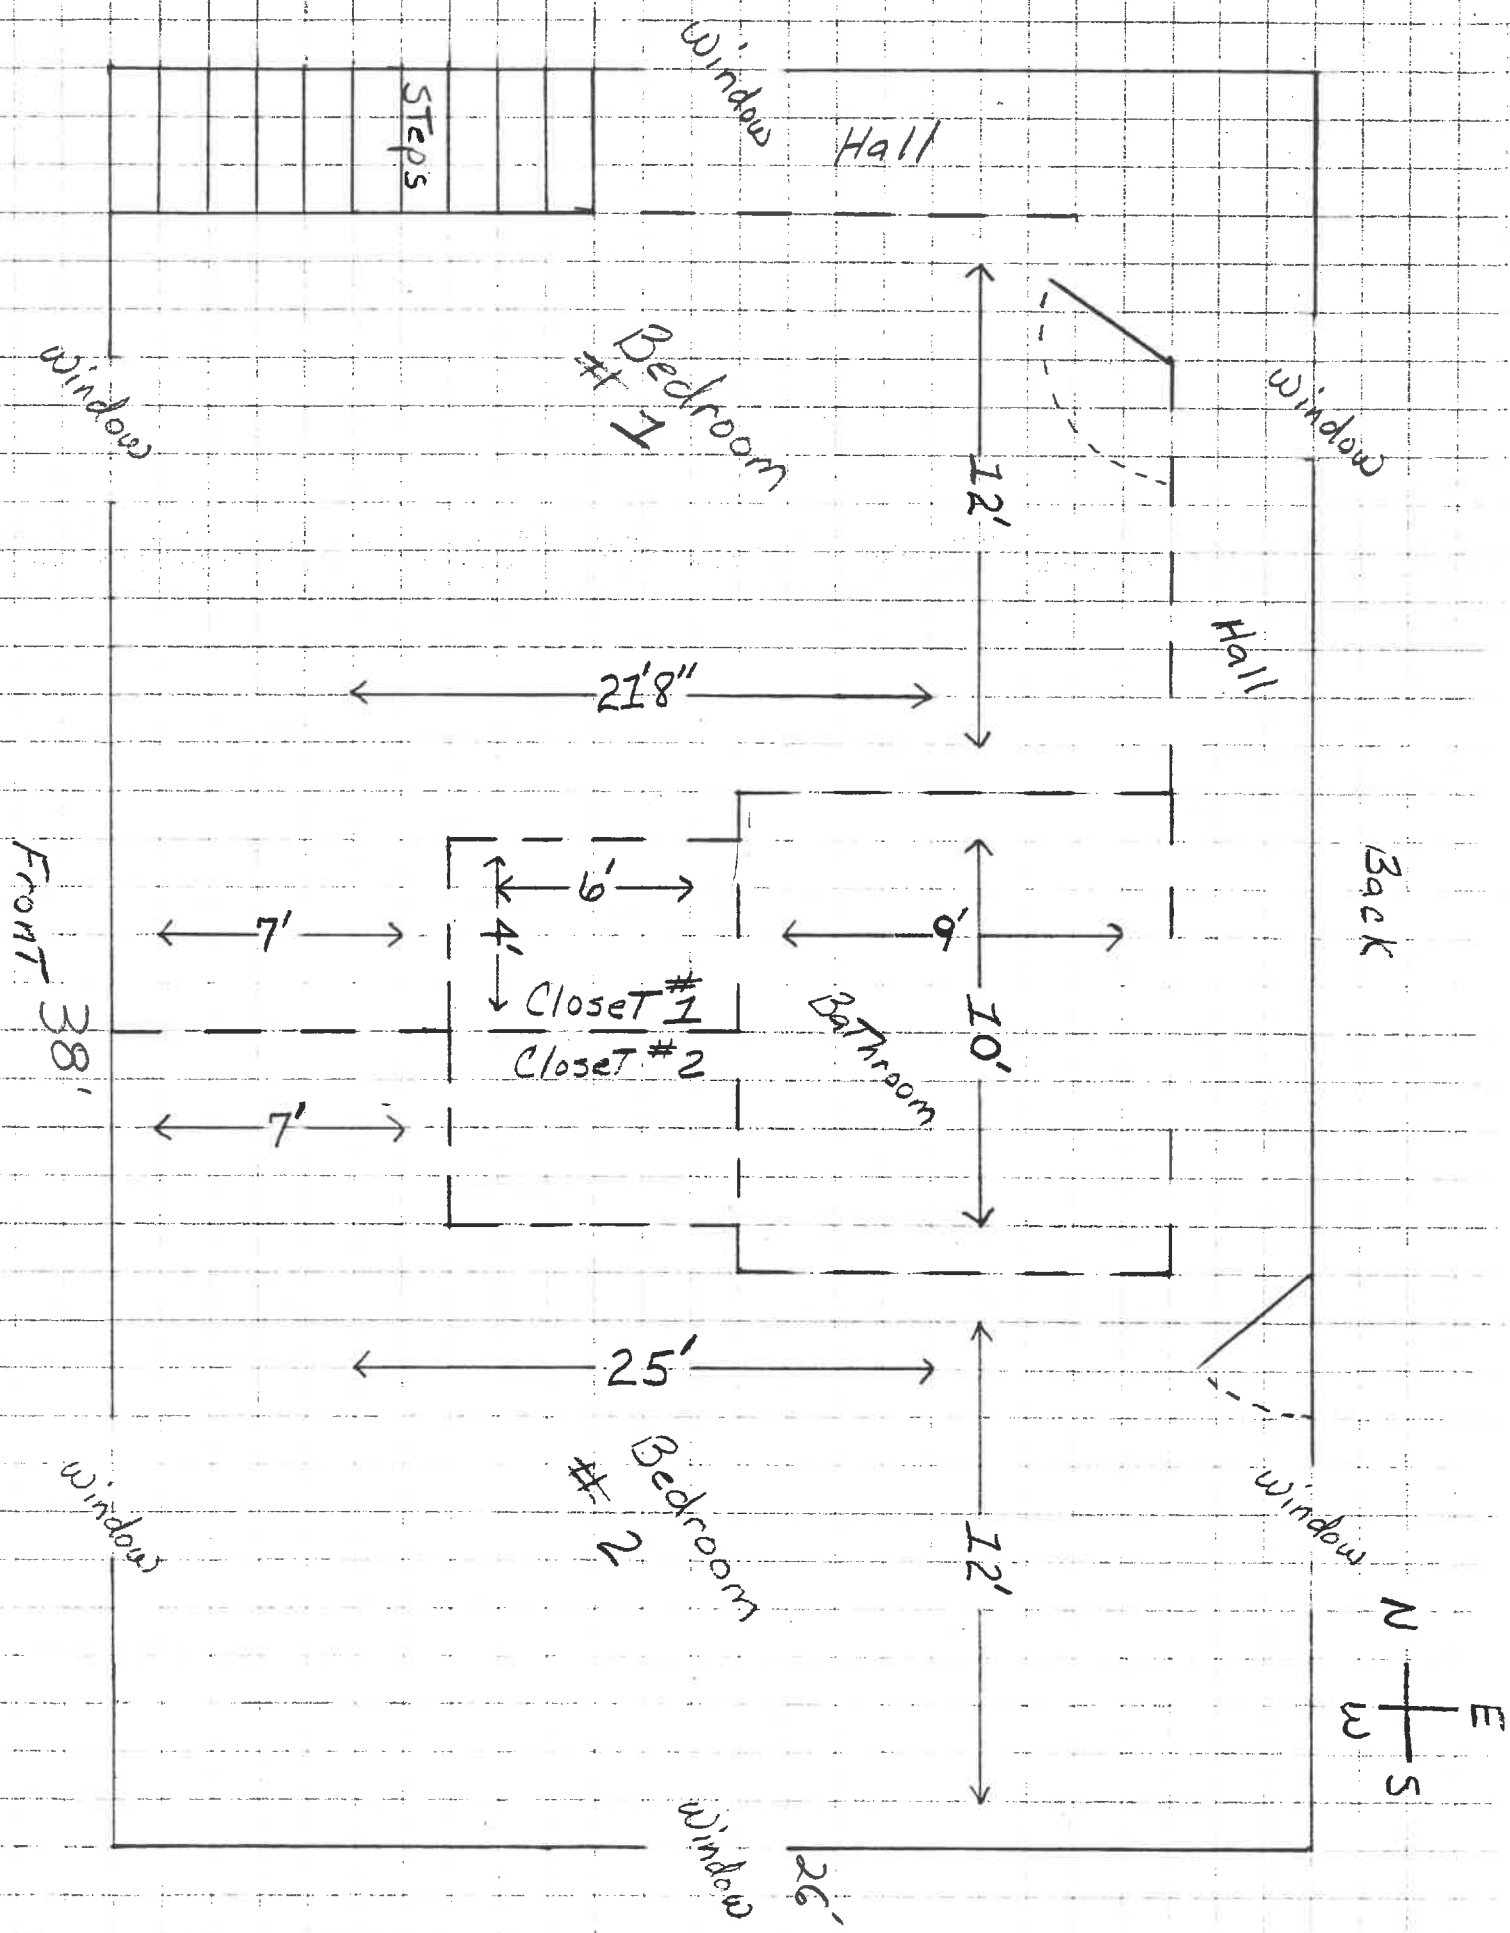 Window
STeps
Hall
Window
Bedroom
# 1
12'
Window
Hall
21'8"
Front 38'
7'
6'
4'
9'
Back
CloseT #1
CloseT #2
BaThroom
10'
7'
25'
Window
Bedroom
# 2
12'
Window
N
E
W
S
Window
26'